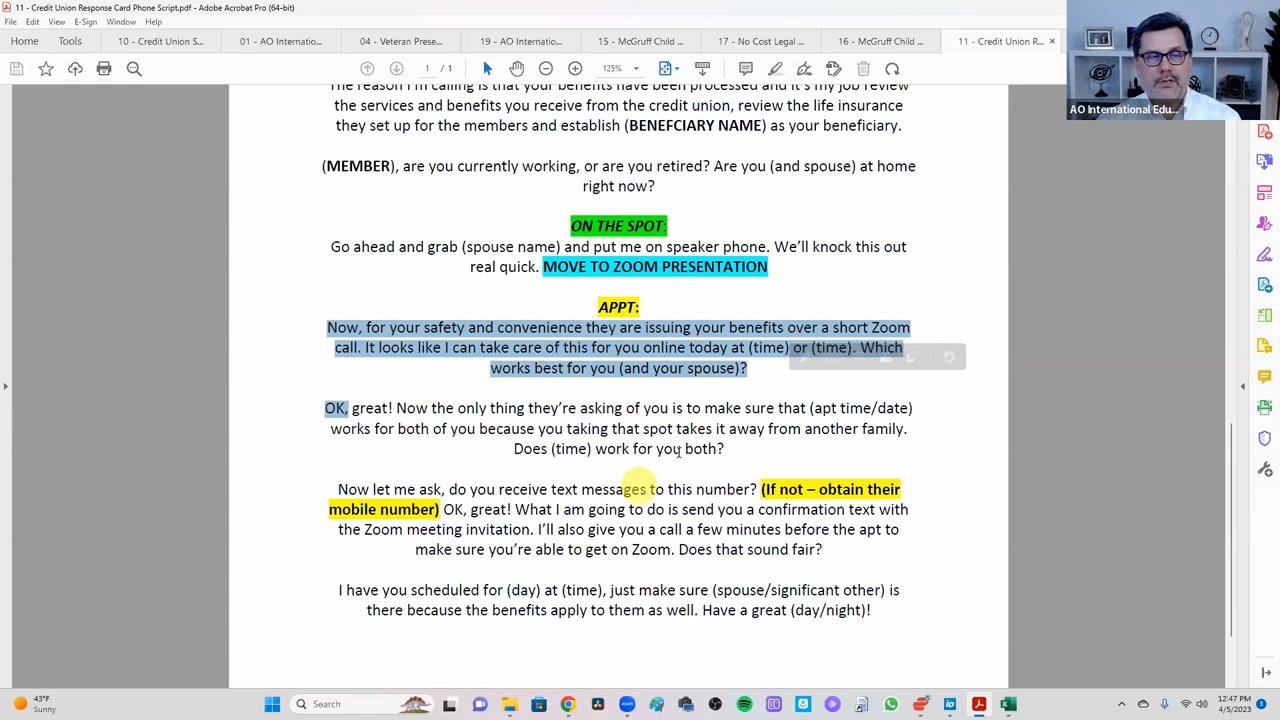 11 - Credit Union Response Card Phone Script.pdf - Adobe Acrobat Pro (64-bit)
File Edit View E-Sign Window Help
Home Tools 10 - Credit Union S... 01 - AO Internatio... 04 - Veteran Prese... 19 - AO Internatio... 15 - McGruff Child ... 17 - No Cost Legal ... 16 - McGruff Child ... 11 - Credit Union R...
1 / 1 125%
AO International Edu...
The reason I'm calling is that your benefits have been processed and it's my job review
the services and benefits you receive from the credit union, review the life insurance
they set up for the members and establish (BENEFCIARY NAME) as your beneficiary.
(MEMBER), are you currently working, or are you retired? Are you (and spouse) at home
right now?
ON THE SPOT:
Go ahead and grab (spouse name) and put me on speaker phone. We'll knock this out
real quick. MOVE TO ZOOM PRESENTATION
APPT:
Now, for your safety and convenience they are issuing your benefits over a short Zoom
call. It looks like I can take care of this for you online today at (time) or (time). Which
works best for you (and your spouse)?
OK, great! Now the only thing they're asking of you is to make sure that (apt time/date)
works for both of you because you taking that spot takes it away from another family.
Does (time) work for you both?
Now let me ask, do you receive text messages to this number? (If not – obtain their
mobile number) OK, great! What I am going to do is send you a confirmation text with
the Zoom meeting invitation. I'll also give you a call a few minutes before the apt to
make sure you're able to get on Zoom. Does that sound fair?
I have you scheduled for (day) at (time), just make sure (spouse/significant other) is
there because the benefits apply to them as well. Have a great (day/night)!
43°F
Sunny
Search
12:47 PM
4/5/2023